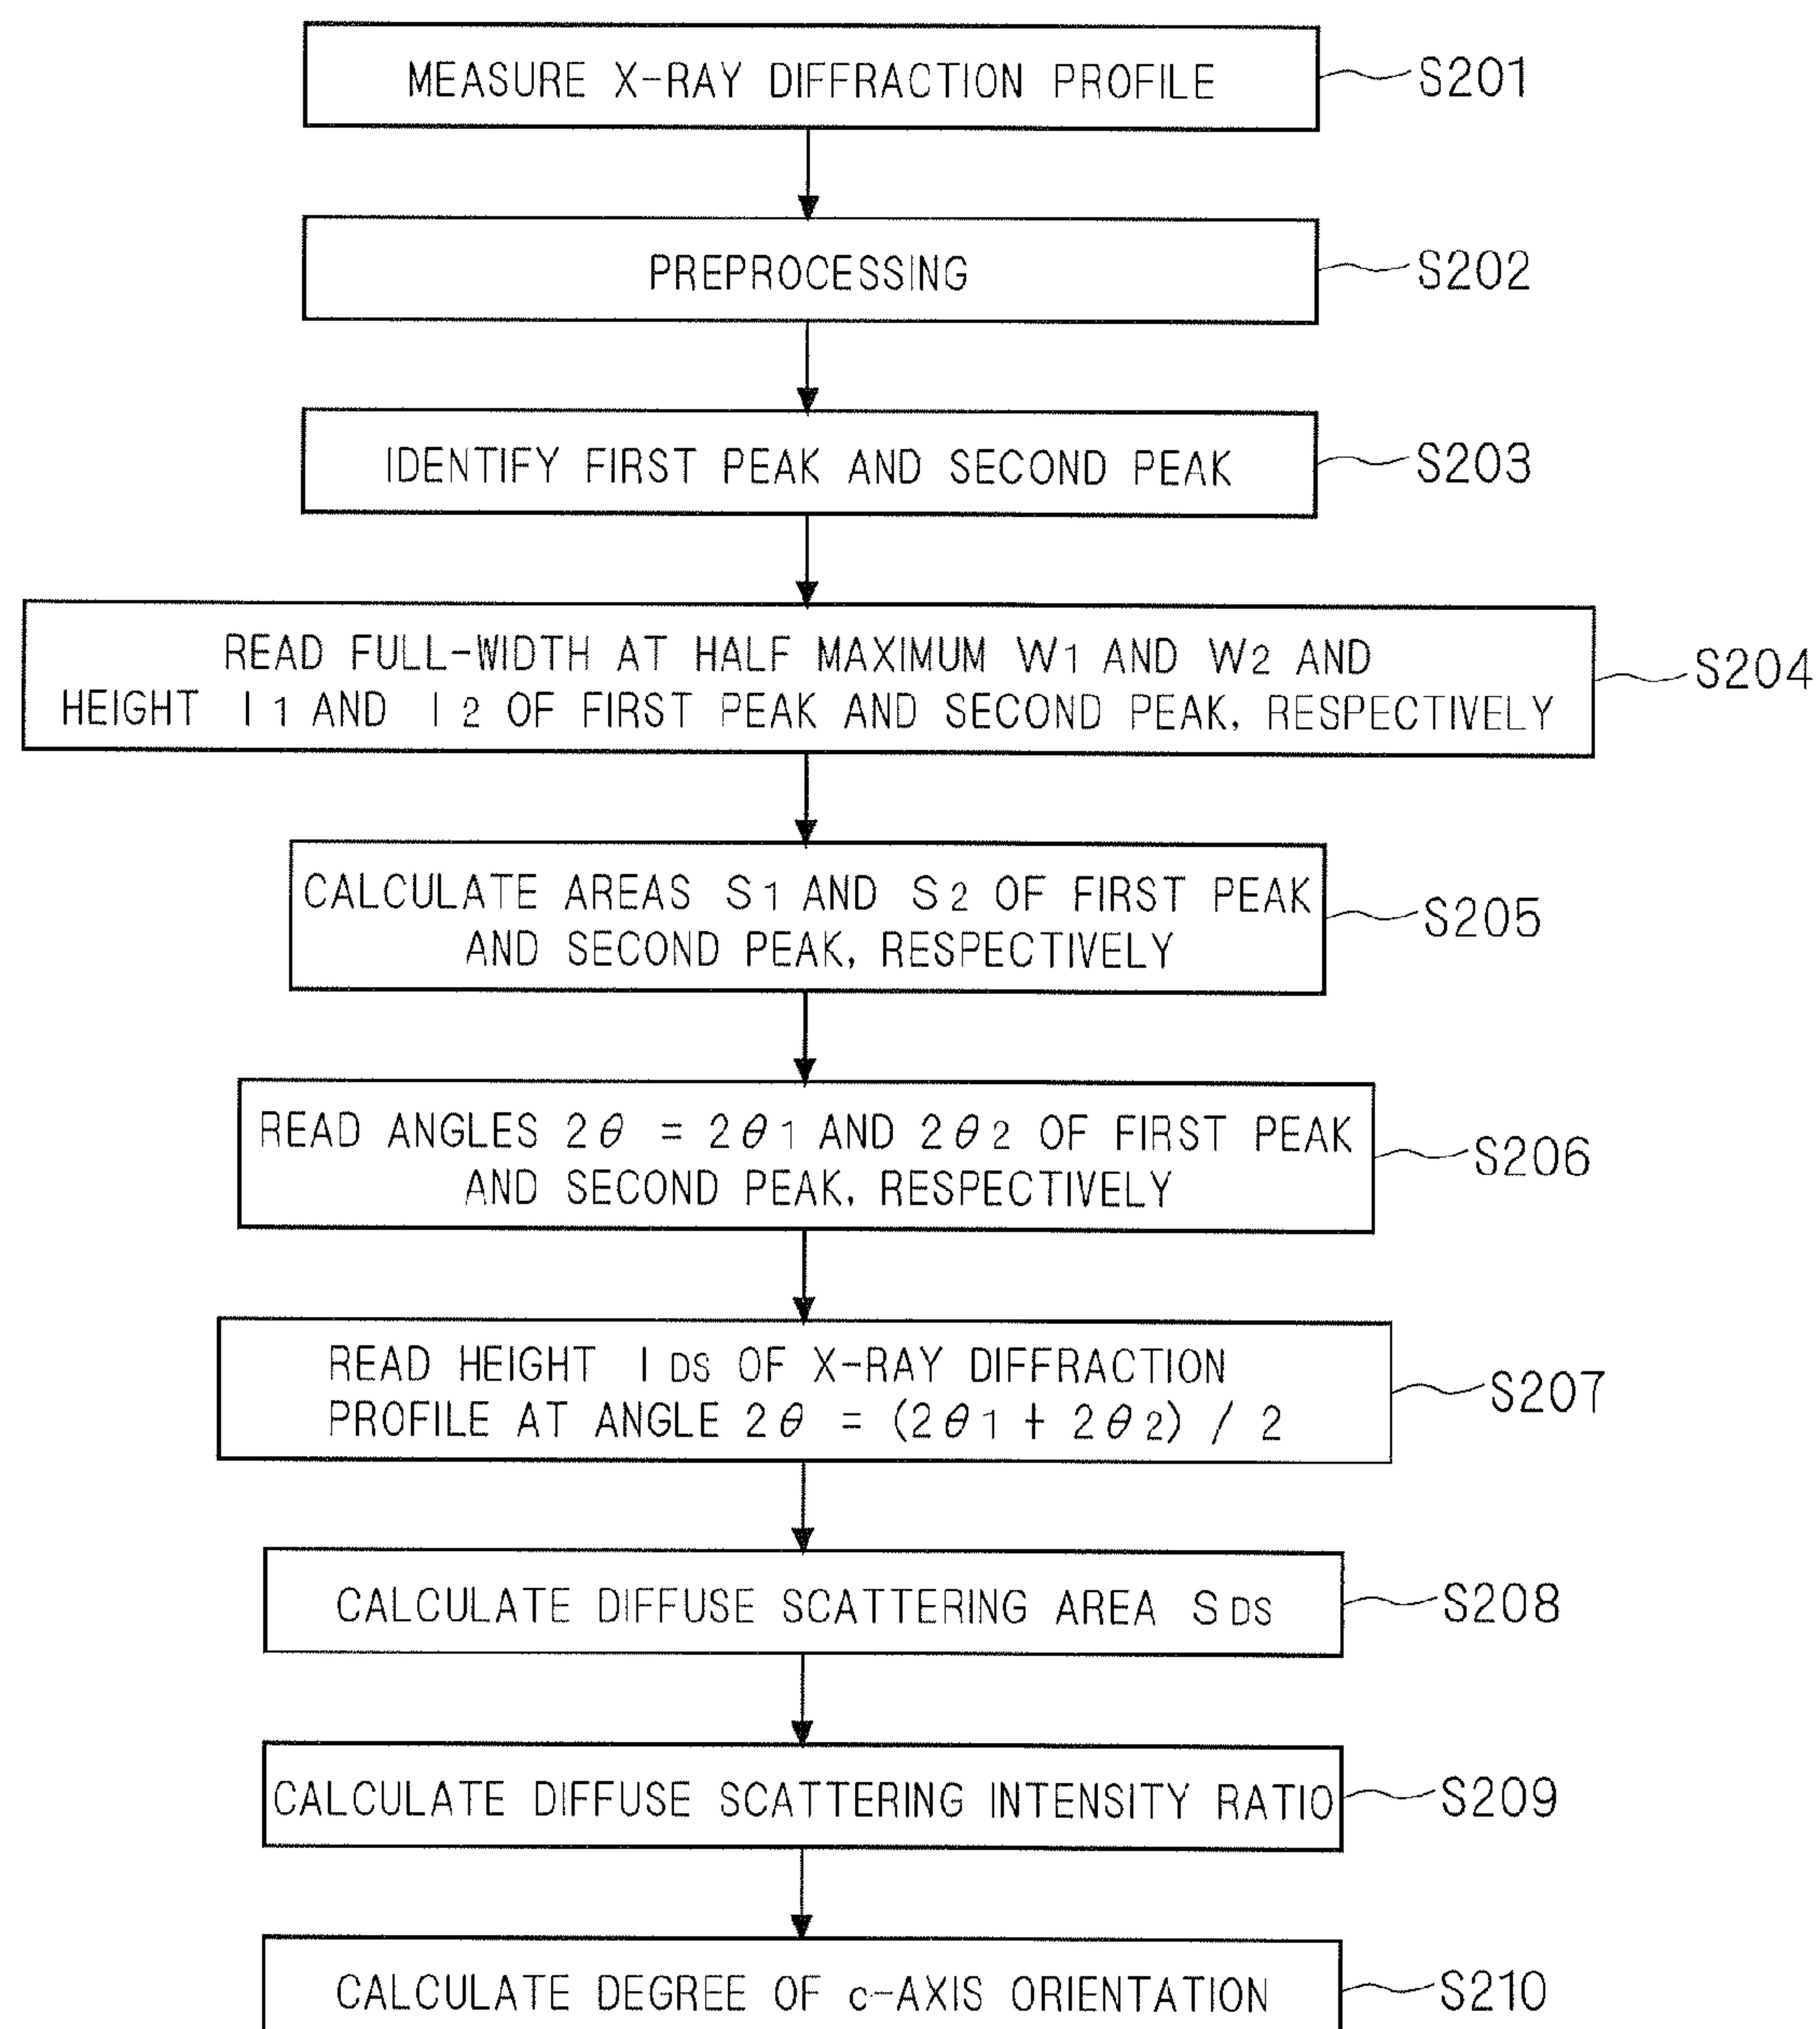 MEASURE X-RAY DIFFRACTION PROFILE
S201
PREPROCESSING
S202
IDENTIFY FIRST PEAK AND SECOND PEAK
S203
READ FULL-WIDTH AT HALF MAXIMUM W1 AND W2 AND
HEIGHT I1 AND I2 OF FIRST PEAK AND SECOND PEAK, RESPECTIVELY
S204
CALCULATE AREAS S1 AND S2 OF FIRST PEAK
AND SECOND PEAK, RESPECTIVELY
S205
READ ANGLES 2θ = 2θ1 AND 2θ2 OF FIRST PEAK
AND SECOND PEAK, RESPECTIVELY
S206
READ HEIGHT IDS OF X-RAY DIFFRACTION
PROFILE AT ANGLE 2θ = (2θ1 + 2θ2) / 2
S207
CALCULATE DIFFUSE SCATTERING AREA SDS
S208
CALCULATE DIFFUSE SCATTERING INTENSITY RATIO
S209
CALCULATE DEGREE OF c-AXIS ORIENTATION
S210